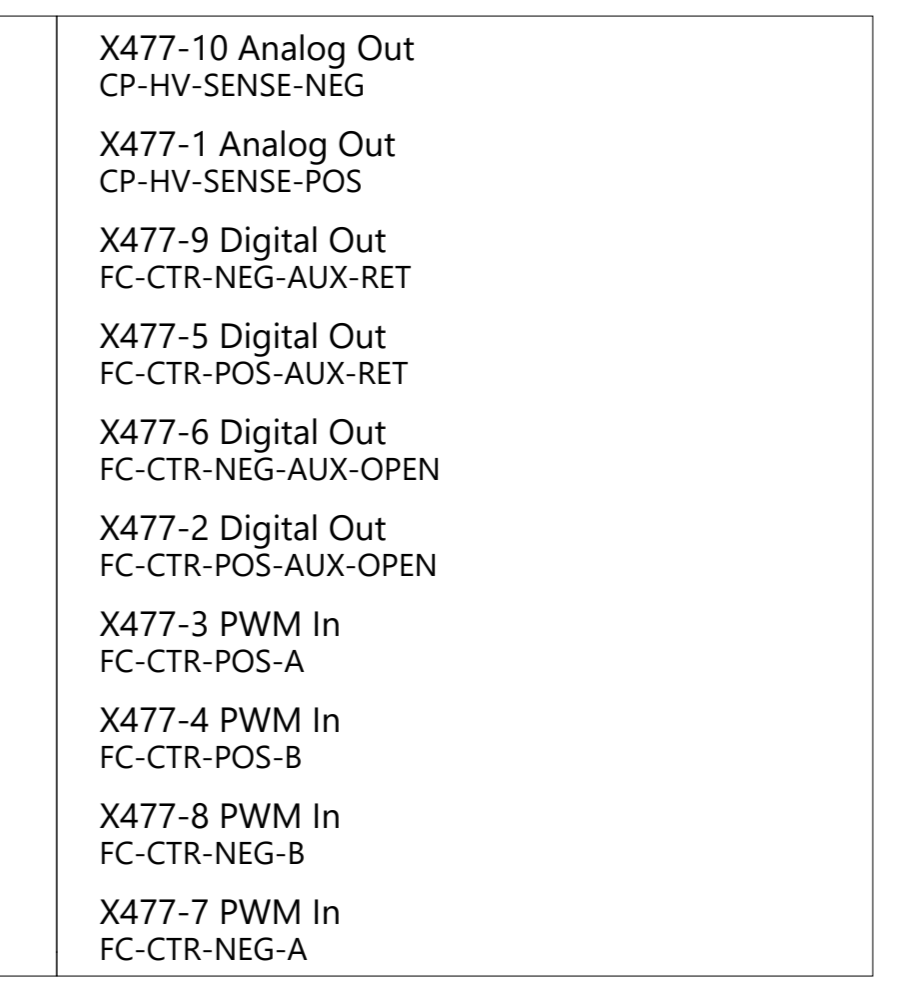 X477-10 Analog Out
CP-HV-SENSE-NEG
X477-1 Analog Out
CP-HV-SENSE-POS
X477-9 Digital Out
FC-CTR-NEG-AUX-RET
X477-5 Digital Out
FC-CTR-POS-AUX-RET
X477-6 Digital Out
FC-CTR-NEG-AUX-OPEN
X477-2 Digital Out
FC-CTR-POS-AUX-OPEN
X477-3 PWM In
FC-CTR-POS-A
X477-4 PWM In
FC-CTR-POS-B
X477-8 PWM In
FC-CTR-NEG-B
X477-7 PWM In
FC-CTR-NEG-A